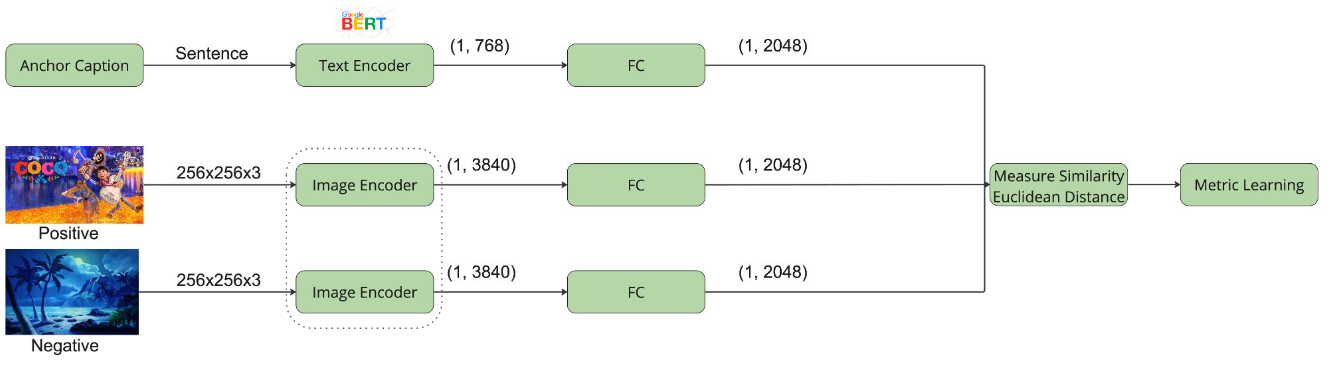 Google
BERT
Anchor Caption
Sentence
Text Encoder
(1, 768)
FC
(1, 2048)
COCO
256x256x3
Image Encoder
(1, 3840)
FC
(1, 2048)
Measure Similarity
Euclidean Distance
Metric Learning
Positive
256x256x3
Image Encoder
(1, 3840)
FC
(1, 2048)
Negative